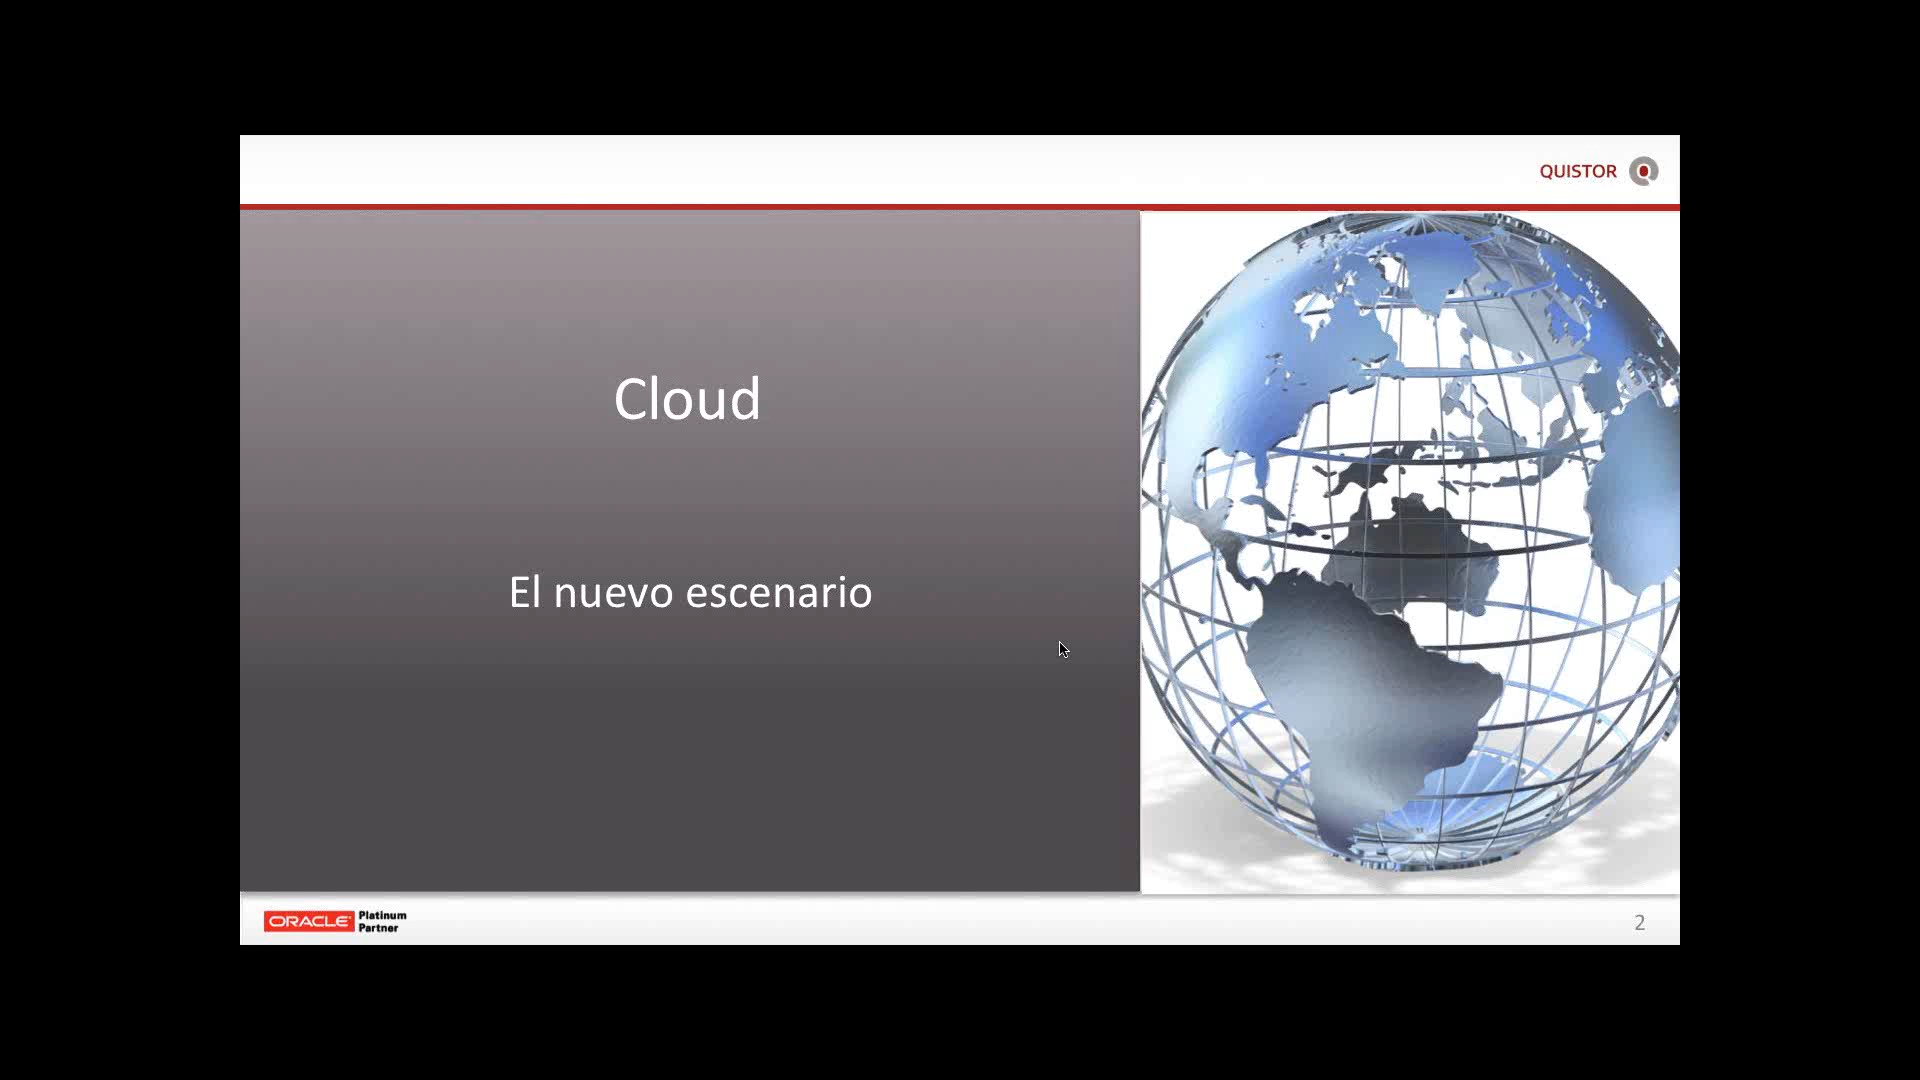 QUISTOR
Cloud
El nuevo escenario
ORACLE Platinum
Partner
2